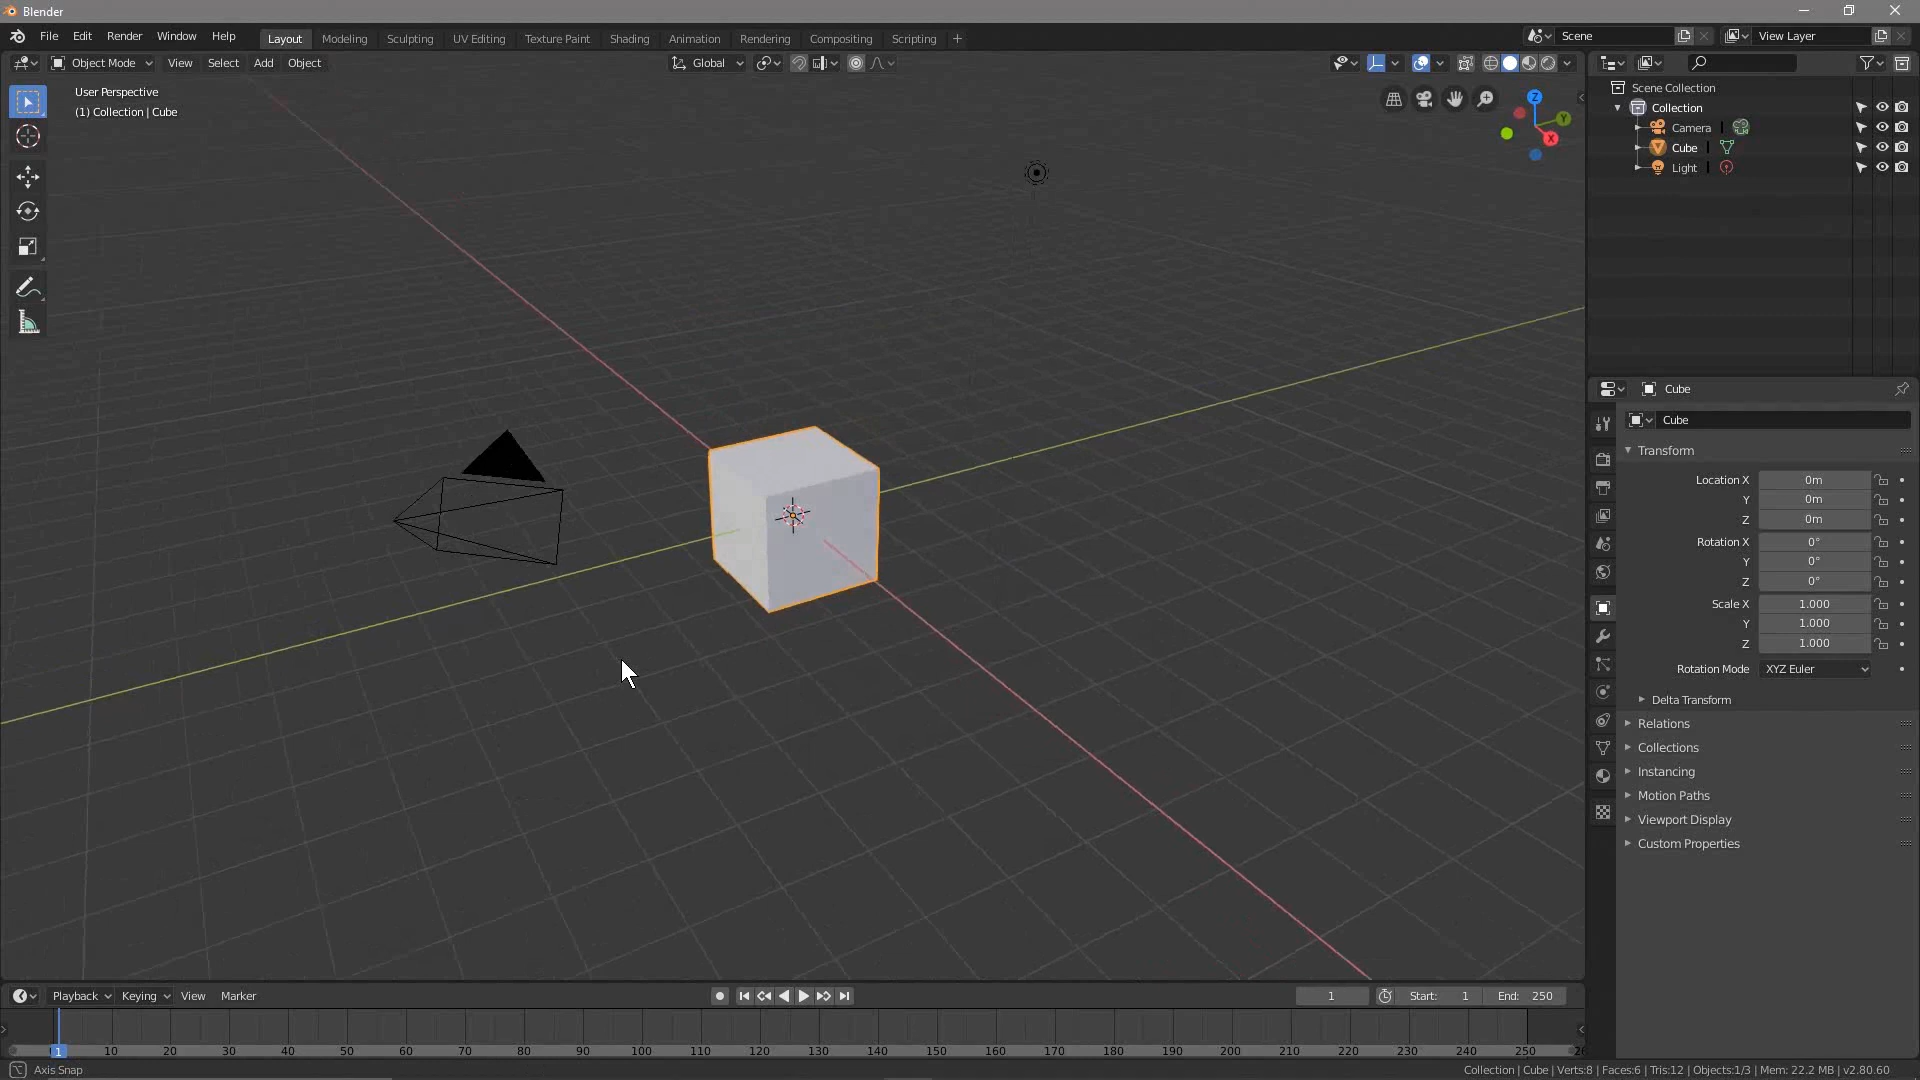 Blender
File Edit Render Window Help
Layout Modeling Sculpting UV Editing Texture Paint Shading Animation Rendering Compositing Scripting +
Scene
View Layer
Object Mode View Select Add Object
Global
User Perspective
(1) Collection | Cube
Z
Y
X
Scene Collection
Collection
Camera
Cube
Light
Cube
Cube
Transform
Location X 0m
Y 0m
Z 0m
Rotation X 0°
Y 0°
Z 0°
Scale X 1.000
Y 1.000
Z 1.000
Rotation Mode XYZ Euler
Delta Transform
Relations
Collections
Instancing
Motion Paths
Viewport Display
Custom Properties
Playback Keying View Marker
1
Start: 1
End: 250
1 10 20 30 40 50 60 70 80 90 100 110 120 130 140 150 160 170 180 190 200 210 220 230 240 250
Axis Snap
Collection | Cube | Verts:8 | Faces:6 | Tris:12 | Objects:1/3 | Mem: 22.2 MB | v2.80.60